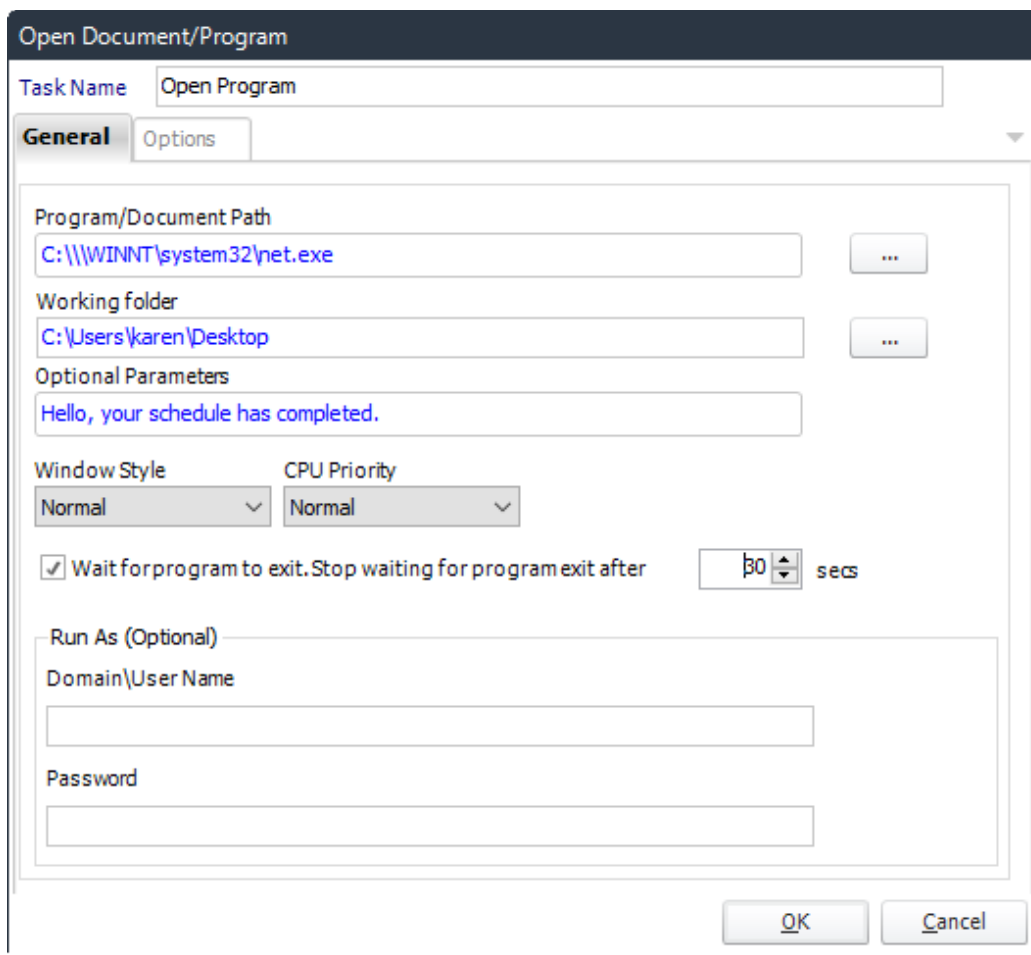 Open Document/Program
Task Name Open Program
General Options
Program/Document Path
C:\\\WINNT\system32\net.exe
...
Working folder
C:\Users\karen\Desktop
...
Optional Parameters
Hello, your schedule has completed.
Window Style CPU Priority
Normal Normal
Wait for program to exit. Stop waiting for program exit after 30 secs
Run As (Optional)
Domain\User Name
Password
OK Cancel